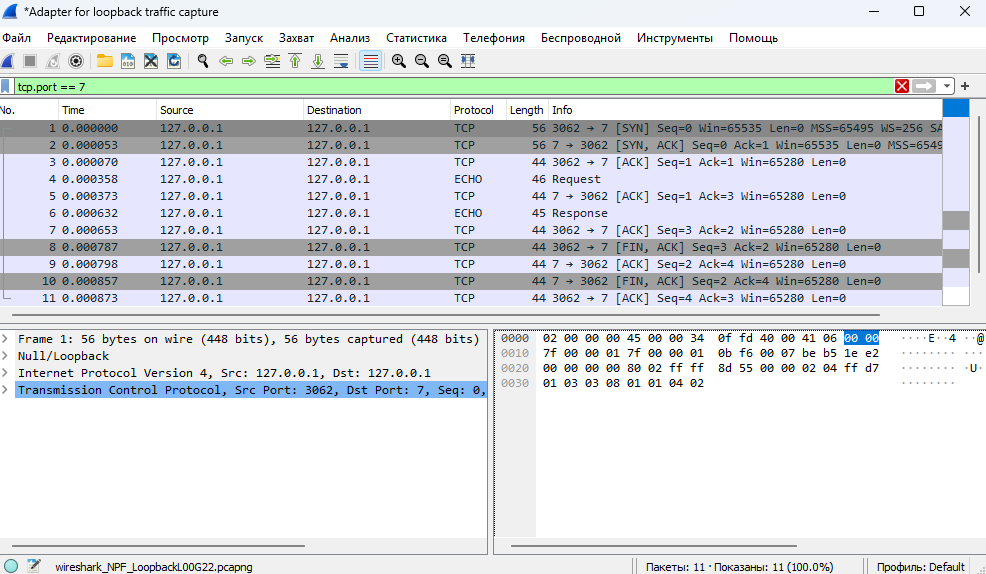 *Adapter for loopback traffic capture
Файл Редактирование Просмотр Запуск Захват Анализ Статистика Телефония Беспроводной Инструменты Помощь
tcp.port == 7
No. Time Source Destination Protocol Length Info
1 0.000000 127.0.0.1 127.0.0.1 TCP 56 3062 → 7 [SYN] Seq=0 Win=65535 Len=0 MSS=65495 WS=256 SA
2 0.000053 127.0.0.1 127.0.0.1 TCP 56 7 → 3062 [SYN, ACK] Seq=0 Ack=1 Win=65535 Len=0 MSS=6549
3 0.000070 127.0.0.1 127.0.0.1 TCP 44 3062 → 7 [ACK] Seq=1 Ack=1 Win=65280 Len=0
4 0.000358 127.0.0.1 127.0.0.1 ECHO 46 Request
5 0.000373 127.0.0.1 127.0.0.1 TCP 44 7 → 3062 [ACK] Seq=1 Ack=3 Win=65280 Len=0
6 0.000632 127.0.0.1 127.0.0.1 ECHO 45 Response
7 0.000653 127.0.0.1 127.0.0.1 TCP 44 3062 → 7 [ACK] Seq=3 Ack=2 Win=65280 Len=0
8 0.000787 127.0.0.1 127.0.0.1 TCP 44 3062 → 7 [FIN, ACK] Seq=3 Ack=2 Win=65280 Len=0
9 0.000798 127.0.0.1 127.0.0.1 TCP 44 7 → 3062 [ACK] Seq=2 Ack=4 Win=65280 Len=0
10 0.000857 127.0.0.1 127.0.0.1 TCP 44 7 → 3062 [FIN, ACK] Seq=2 Ack=4 Win=65280 Len=0
11 0.000873 127.0.0.1 127.0.0.1 TCP 44 3062 → 7 [ACK] Seq=4 Ack=3 Win=65280 Len=0
Frame 1: 56 bytes on wire (448 bits), 56 bytes captured (448 bits)
Null/Loopback
Internet Protocol Version 4, Src: 127.0.0.1, Dst: 127.0.0.1
Transmission Control Protocol, Src Port: 3062, Dst Port: 7, Seq: 0,
0000 02 00 00 00 45 00 00 34 0f fd 40 00 41 06 00 00 ····E··4 ··@
0010 7f 00 00 01 7f 00 00 01 0b f6 00 07 be b5 1e e2 ········ ····
0020 00 00 00 00 80 02 ff ff 8d 55 00 00 02 04 ff d7 ········ ·U··
0030 01 03 03 08 01 01 04 02 ········
wireshark_NPF_LoopbackL00G22.pcapng Пакеты: 11 · Показаны: 11 (100.0%) Профиль: Default